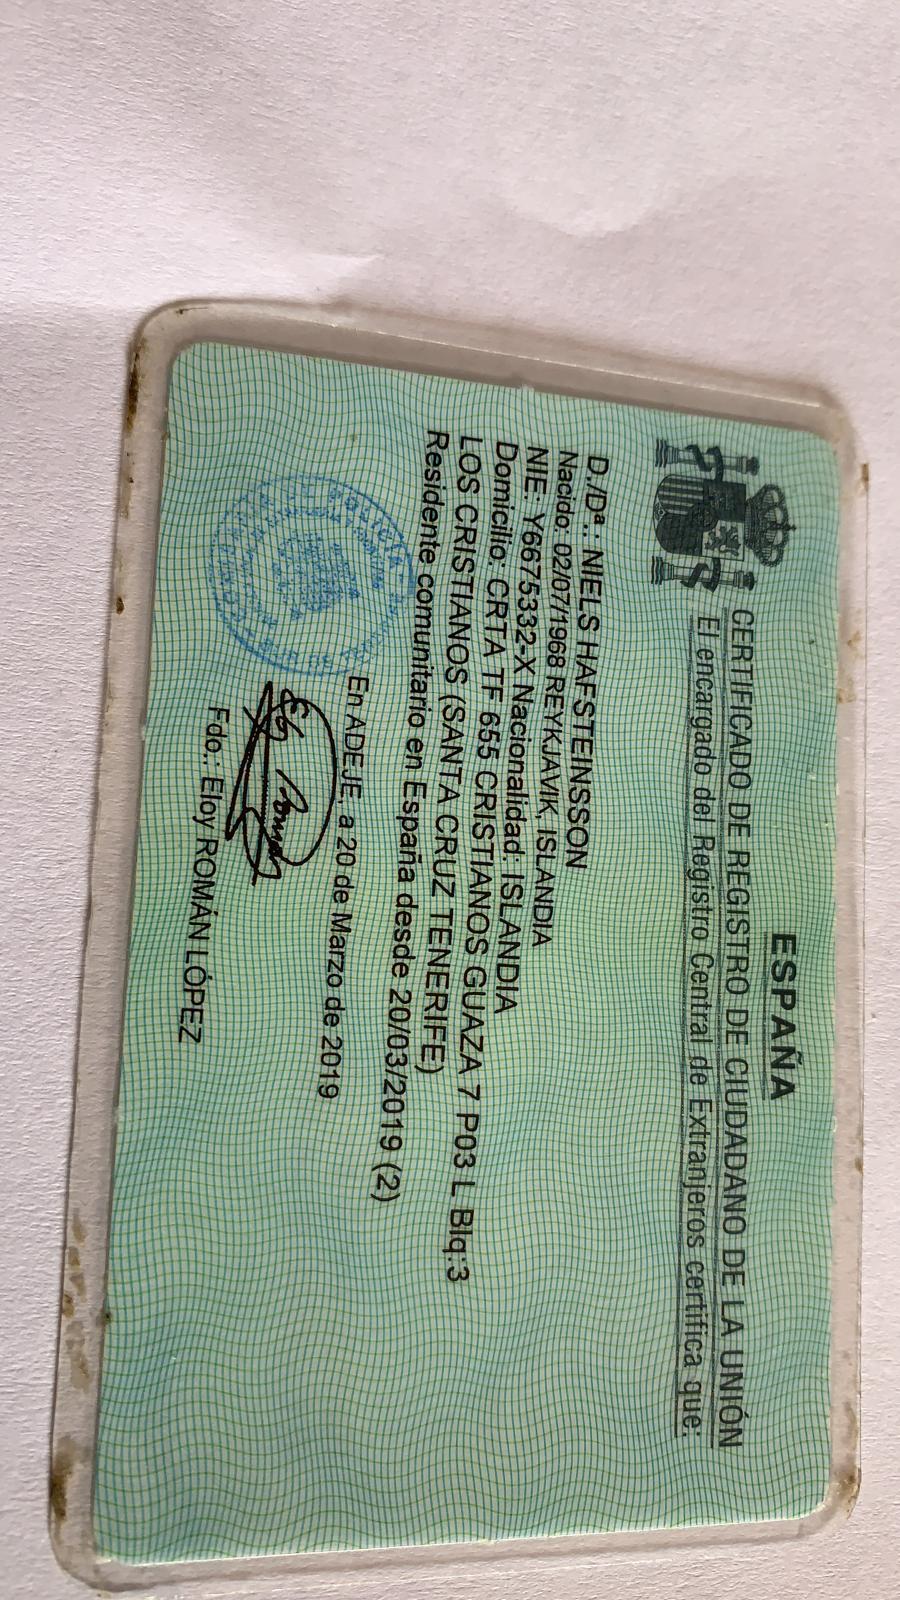 ESPAÑA
CERTIFICADO DE REGISTRO DE CIUDADANO DE LA UNIÓN
El encargado del Registro Central de Extranjeros certifica que:
D./Dª.: NIELS HAFSTEINSSON
Nacido: 02/07/1968 REYKJAVIK, ISLANDIA
NIE: Y6675332-X Nacionalidad: ISLANDIA
Domicilio: CRTA TF 655 CRISTIANOS GUAZA 7 P03 L Blq:3
LOS CRISTIANOS (SANTA CRUZ TENERIFE)
Residente comunitario en España desde 20/03/2019 (2)
POLICIA
En ADEJE, a 20 de Marzo de 2019
Eloy Román
Fdo.: Eloy ROMÁN LÓPEZ